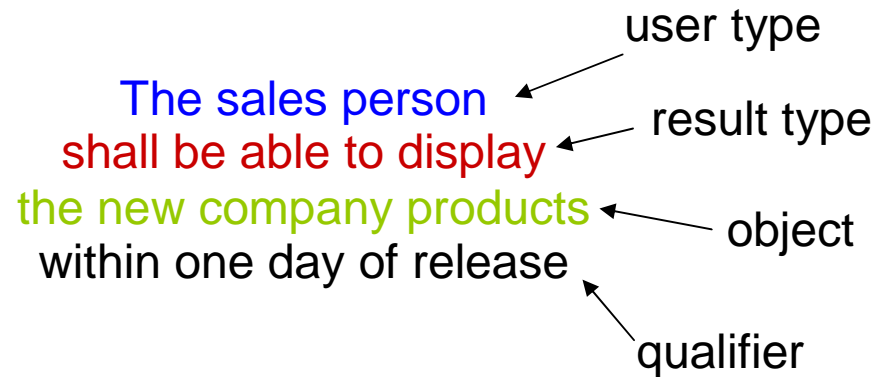 user type
The sales person
result type
shall be able to display
the new company products
object
within one day of release
qualifier